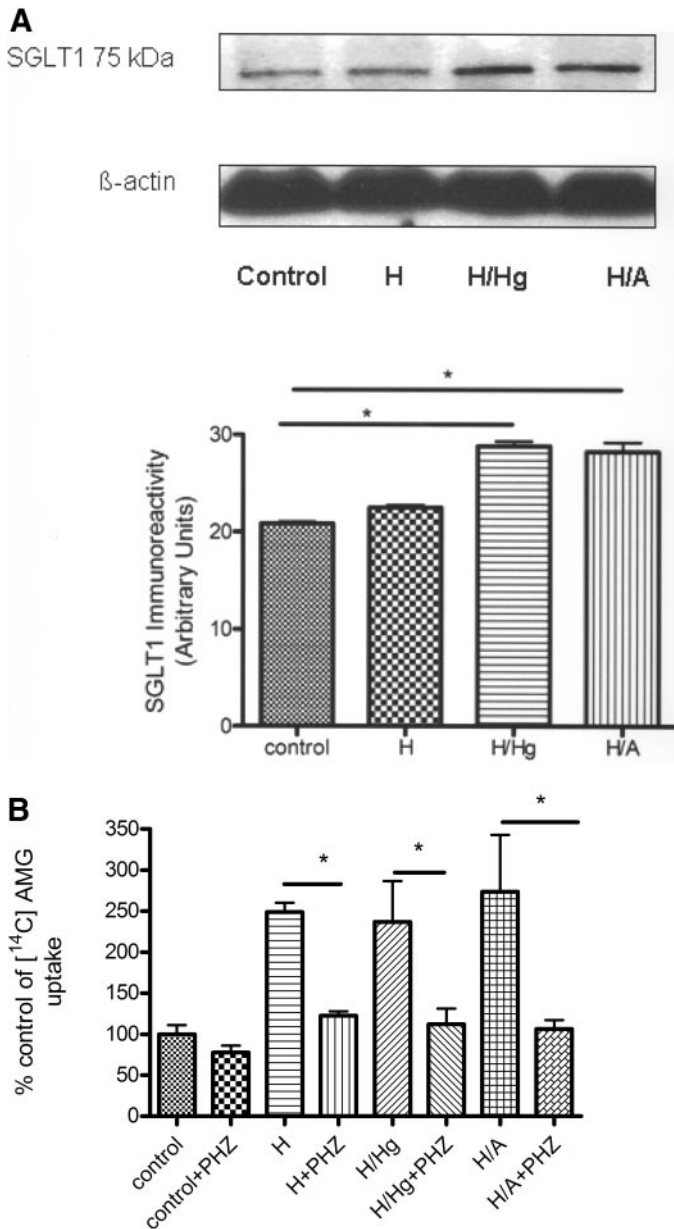 A
SGLT1 75 kDa
ß-actin
Control H H/Hg H/A
*
*
SGLT1 Immunoreactivity
(Arbitrary Units)
30
20
10
0
control H H/Hg H/A
B
% control of [¹⁴C] AMG
uptake
350
300
250
200
150
100
50
0
*
*
*
control
control+PHZ
H
H+PHZ
H/Hg
H/Hg+PHZ
H/A
H/A+PHZ